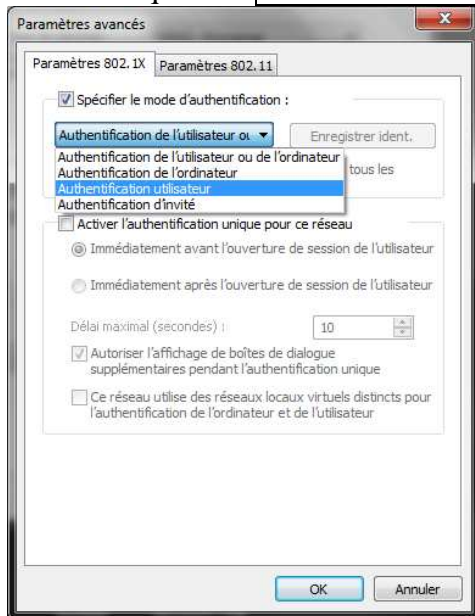 Paramètres avancés
x
Paramètres 802.1X
Paramètres 802.11
Spécifier le mode d'authentification :
Authentification de l'utilisateur ou
Enregistrer ident.
Authentification de l'utilisateur ou de l'ordinateur
Authentification de l'ordinateur
tous les
Authentification utilisateur
Authentification d'invité
Activer l'authentification unique pour ce réseau
Immédiatement avant l'ouverture de session de l'utilisateur
Immédiatement après l'ouverture de session de l'utilisateur
Délai maximal (secondes) :
10
Autoriser l'affichage de boîtes de dialogue
supplémentaires pendant l'authentification unique
Ce réseau utilise des réseaux locaux virtuels distincts pour
l'authentification de l'ordinateur et de l'utilisateur
OK
Annuler